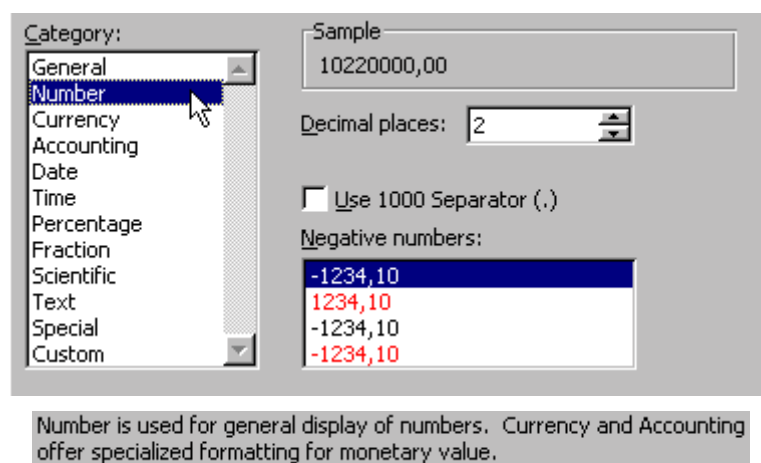 Category:
General
Number
Currency
Accounting
Date
Time
Percentage
Fraction
Scientific
Text
Special
Custom
Sample
10220000,00
Decimal places: 2
Use 1000 Separator (.)
Negative numbers:
-1234,10
1234,10
-1234,10
-1234,10
Number is used for general display of numbers.  Currency and Accounting
offer specialized formatting for monetary value.